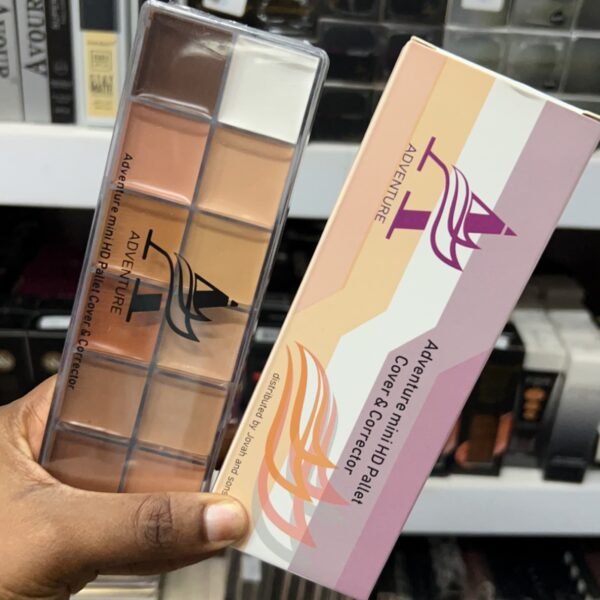 AVOUR
Adventure mini HD Pallet Cover & Corrector
ADVENTURE
ADVENTURE
Adventure mini HD Pallet
Cover & Corrector
distributed by Jovah and sons